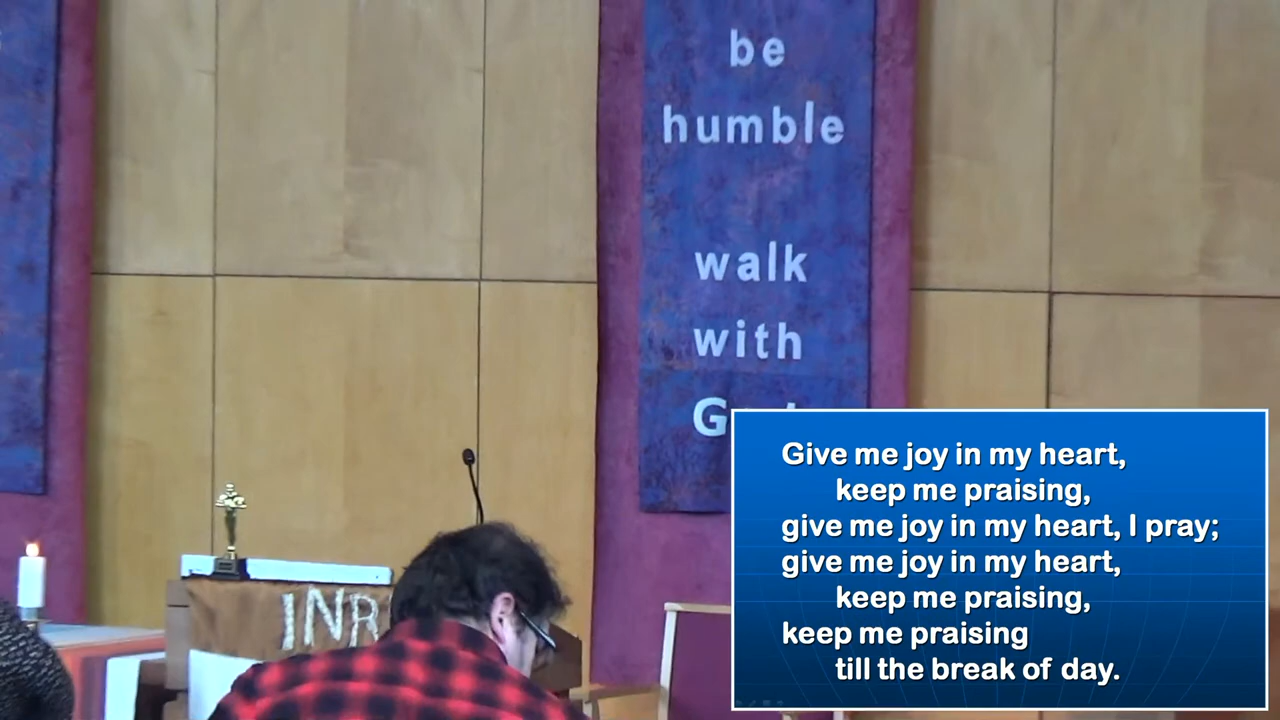 be
humble
walk
with
INR
Give me joy in my heart,
keep me praising,
give me joy in my heart, I pray;
give me joy in my heart,
keep me praising,
keep me praising
till the break of day.